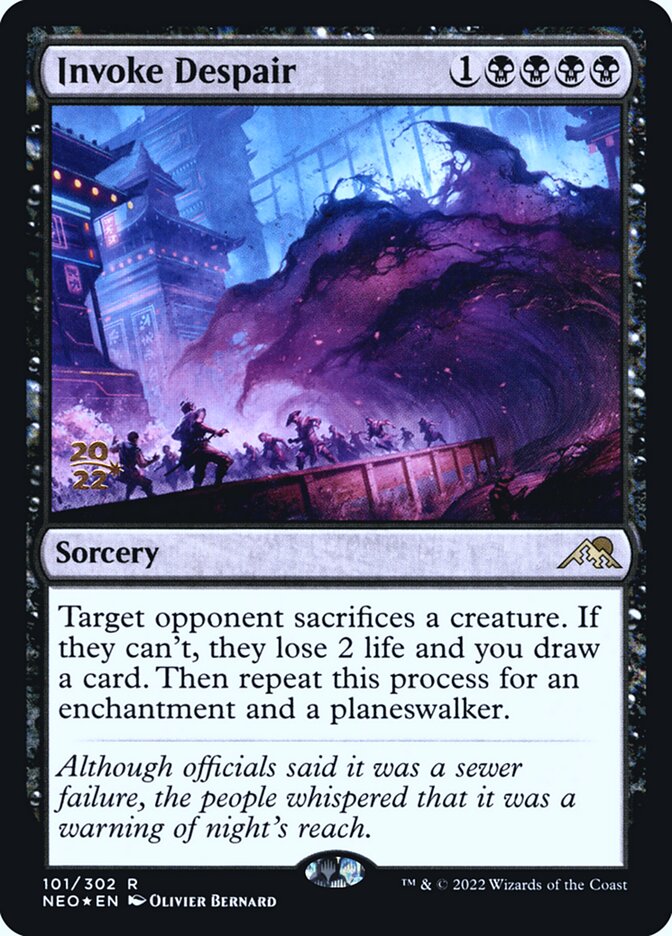 Invoke Despair 1
20
22
Sorcery
Target opponent sacrifices a creature. If
they can't, they lose 2 life and you draw
a card. Then repeat this process for an
enchantment and a planeswalker.
Although officials said it was a sewer
failure, the people whispered that it was a
warning of night's reach.
101/302 R
NEO★EN Olivier Bernard
™ & © 2022 Wizards of the Coast